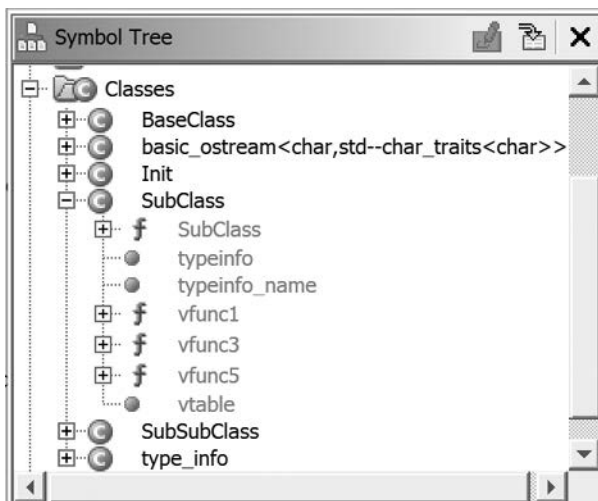 Symbol Tree
Classes
BaseClass
basic_ostream<char,std--char_traits<char>>
Init
SubClass
SubClass
typeinfo
typeinfo_name
vfunc1
vfunc3
vfunc5
vtable
SubSubClass
type_info